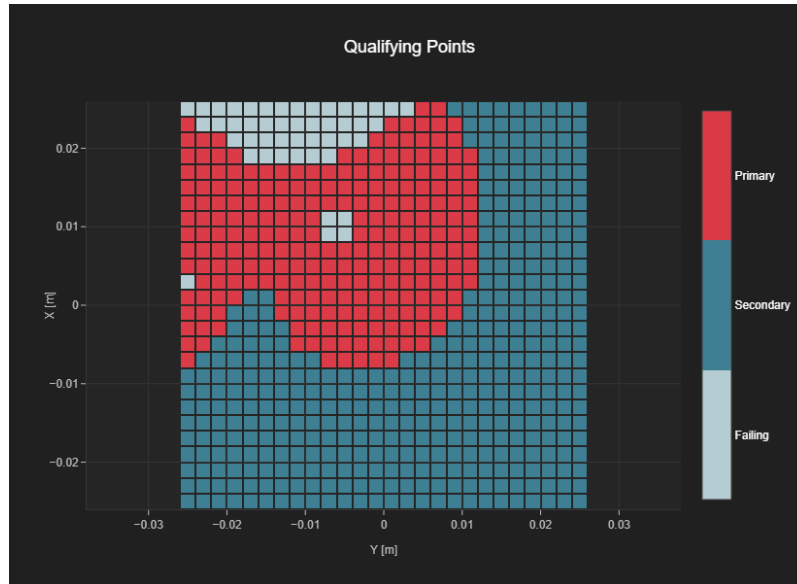 Qualifying Points
0.02
0.01
0
−0.01
−0.02
X [m]
−0.03
−0.02
−0.01
0
0.01
0.02
0.03
Y [m]
Primary
Secondary
Failing